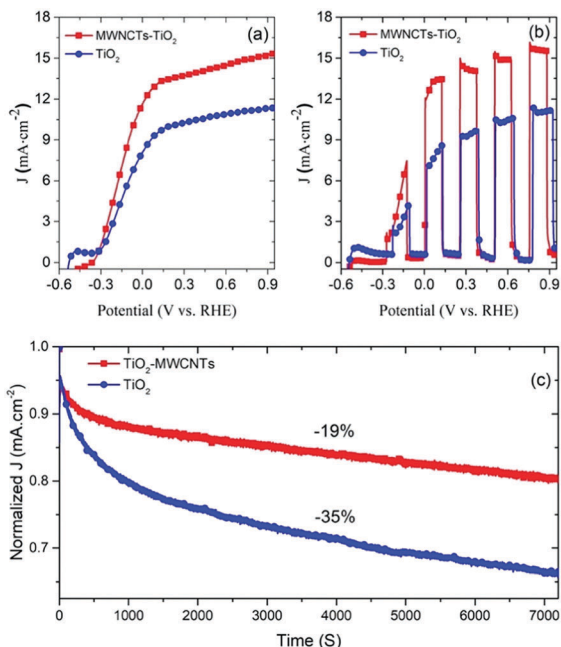 (a)
MWNCTs-TiO₂
TiO₂
18
15
12
9
6
3
0
J (mA·cm⁻²)
-0.6 -0.3 0.0 0.3 0.6 0.9
Potential (V vs. RHE)
(b)
MWNCTs-TiO₂
TiO₂
18
15
12
9
6
3
0
J (mA·cm⁻²)
-0.6 -0.3 0.0 0.3 0.6 0.9
Potential (V vs. RHE)
(c)
TiO₂-MWCNTs
TiO₂
-19%
-35%
1.0
0.9
0.8
0.7
Normalized J (mA.cm⁻²)
0 1000 2000 3000 4000 5000 6000 7000
Time (S)